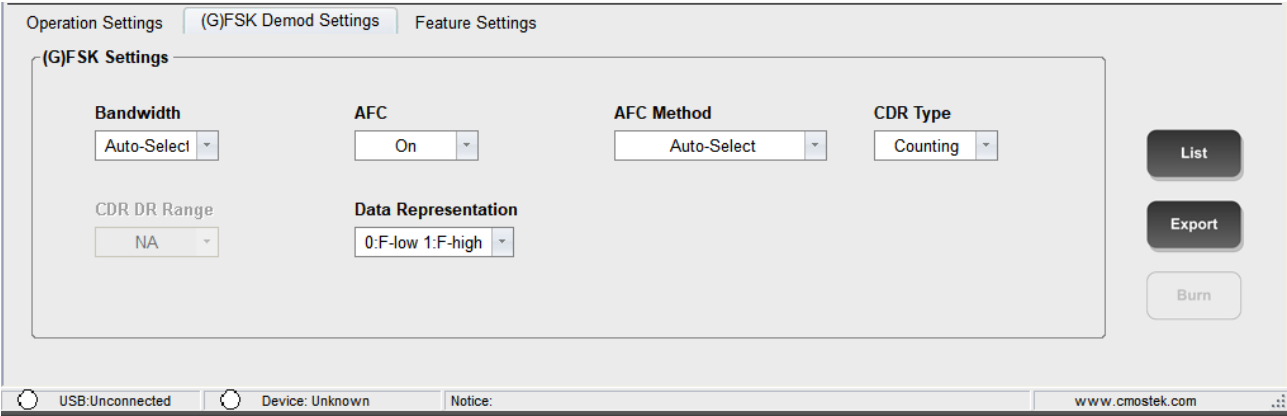 Operation Settings (G)FSK Demod Settings Feature Settings
(G)FSK Settings
Bandwidth AFC AFC Method CDR Type
Auto-Select On Auto-Select Counting
List
CDR DR Range Data Representation
NA 0:F-low 1:F-high
Export
Burn
USB:Unconnected Device: Unknown Notice: www.cmostek.com